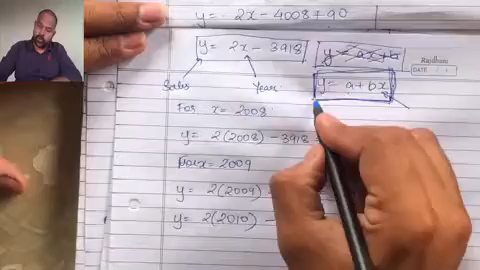 y = 2x - 4008 + 90
y = 2x - 3918
y = ax + b
Rajdhani
DATE
y = a + bx
Sales
Year
For x = 2008
y = 2(2008) - 3918
For x = 2009
y = 2(2009)
y = 2(2010) -